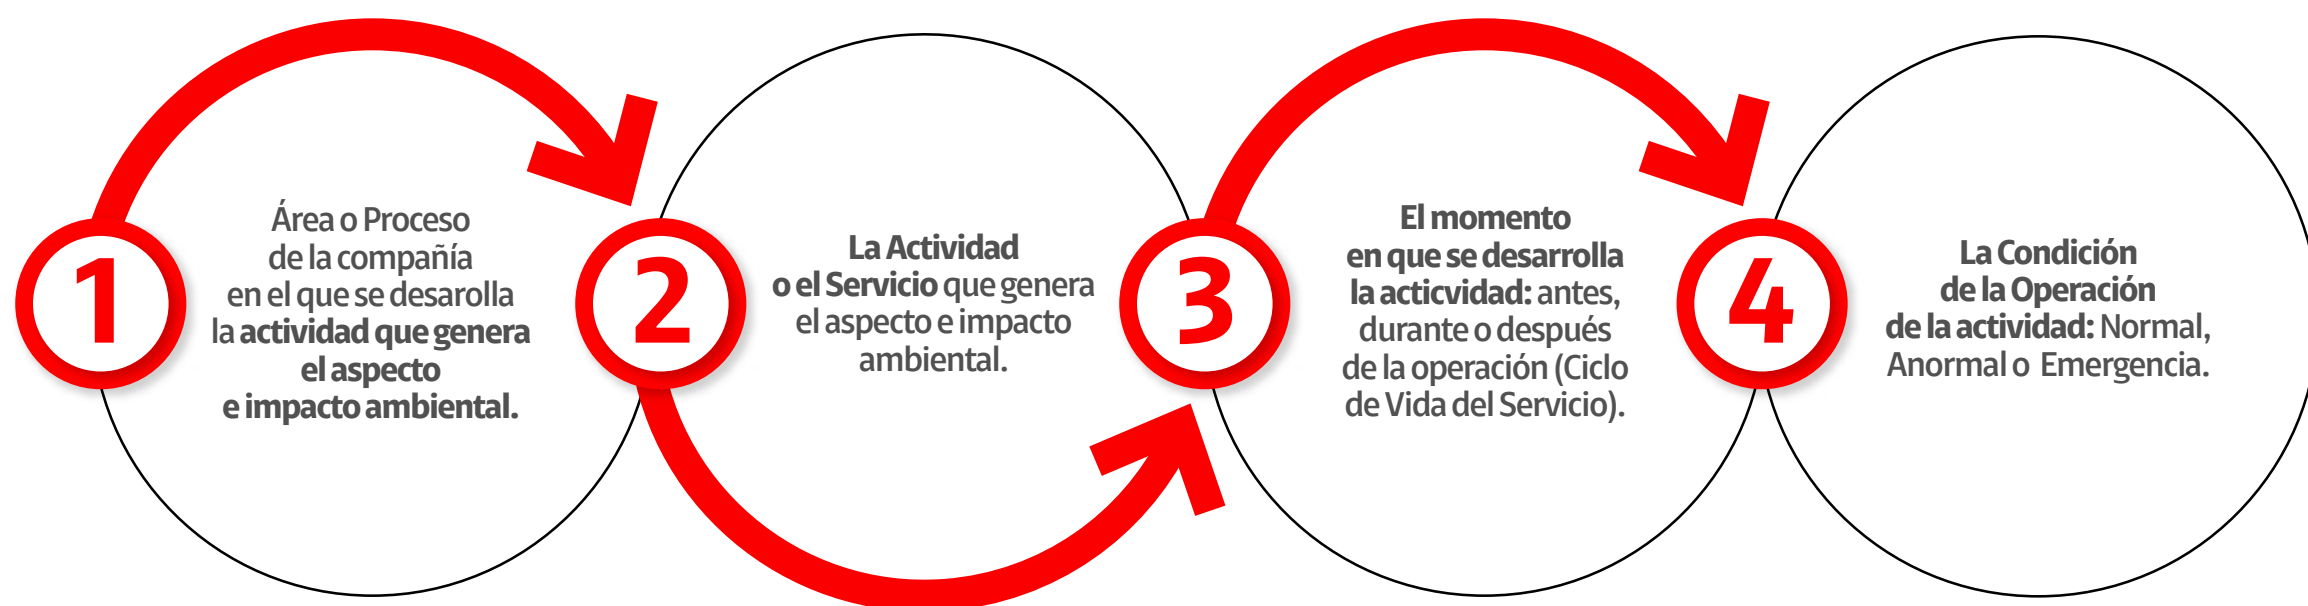 1
Área o Proceso
de la compañía
en el que se desarolla
la actividad que genera
el aspecto
e impacto ambiental.
2
La Actividad
o el Servicio que genera
el aspecto e impacto
ambiental.
3
El momento
en que se desarrolla
la acticvidad: antes,
durante o después
de la operación (Ciclo
de Vida del Servicio).
4
La Condición
de la Operación
de la actividad: Normal,
Anormal o Emergencia.